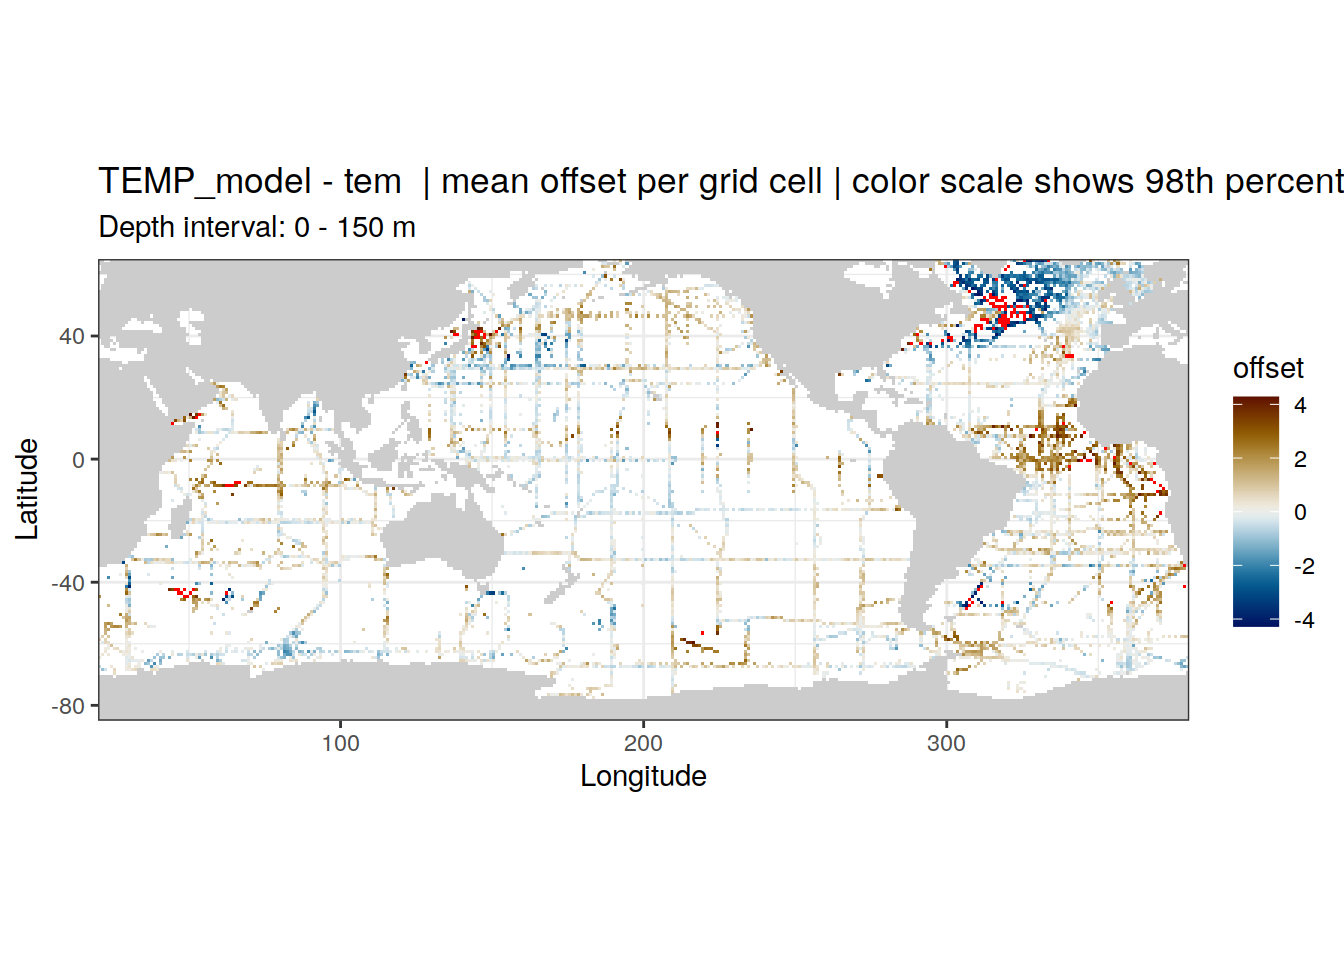 TEMP_model - tem  | mean offset per grid cell | color scale shows 98th percent
Depth interval: 0 - 150 m
offset
4
2
0
-2
-4
40
0
-40
-80
Latitude
100
200
300
Longitude